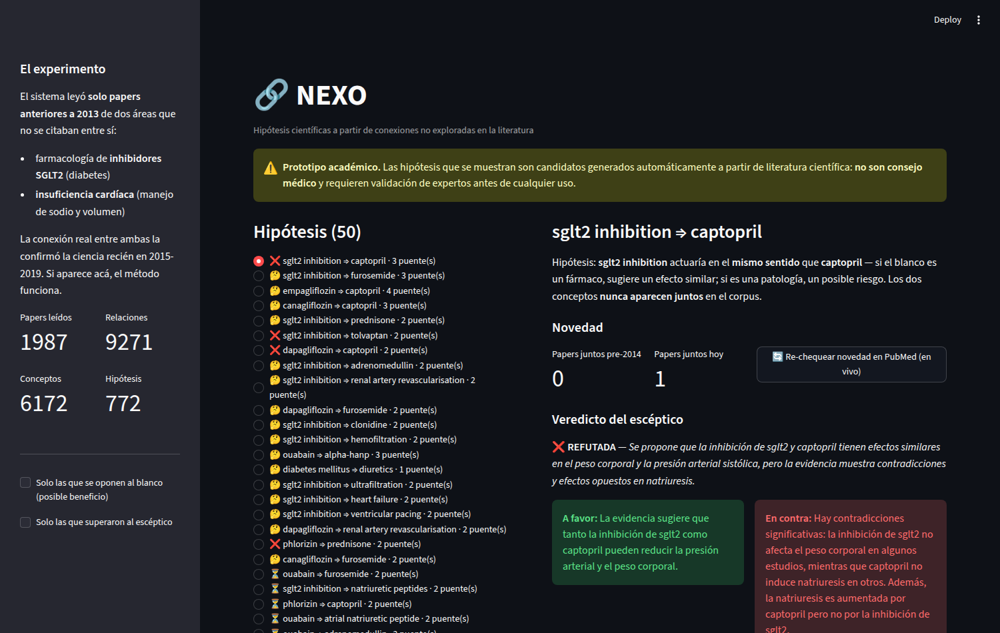 Deploy
El experimento
El sistema leyó solo papers
anteriores a 2013 de dos áreas que
no se citaban entre sí:
• farmacología de inhibidores
SGLT2 (diabetes)
• insuficiencia cardíaca (manejo
de sodio y volumen)
La conexión real entre ambas la
confirmó la ciencia recién en 2015-
2019. Si aparece acá, el método
funciona.
Papers leídos Relaciones
1987 9271
Conceptos Hipótesis
6172 772
Solo las que se oponen al blanco
(posible beneficio)
Solo las que superaron al escéptico
🔗 NEXO
Hipótesis científicas a partir de conexiones no exploradas en la literatura
⚠️ Prototipo académico. Las hipótesis que se muestran son candidatos generados automáticamente a partir de literatura científica: no son consejo
médico y requieren validación de expertos antes de cualquier uso.
Hipótesis (50)
❌ sglt2 inhibition ⇒ captopril · 3 puente(s)
🤔 sglt2 inhibition ⇒ furosemide · 3 puente(s)
🤔 empagliflozin ⇒ captopril · 4 puente(s)
🤔 canagliflozin ⇒ captopril · 3 puente(s)
🤔 sglt2 inhibition ⇒ prednisone · 2 puente(s)
❌ sglt2 inhibition ⇒ tolvaptan · 2 puente(s)
❌ dapagliflozin ⇒ captopril · 2 puente(s)
🤔 sglt2 inhibition ⇒ adrenomedullin · 2 puente(s)
🤔 sglt2 inhibition ⇒ renal artery revascularisation · 2
puente(s)
🤔 dapagliflozin ⇒ furosemide · 2 puente(s)
🤔 sglt2 inhibition ⇒ clonidine · 2 puente(s)
🤔 sglt2 inhibition ⇒ hemofiltration · 2 puente(s)
🤔 ouabain ⇒ alpha-hanp · 3 puente(s)
🤔 diabetes mellitus ⇒ diuretics · 1 puente(s)
🤔 sglt2 inhibition ⇒ ultrafiltration · 2 puente(s)
🤔 sglt2 inhibition ⇒ heart failure · 2 puente(s)
🤔 sglt2 inhibition ⇒ ventricular pacing · 2 puente(s)
🤔 dapagliflozin ⇒ renal artery revascularisation · 2 puente(s)
❌ phlorizin ⇒ prednisone · 2 puente(s)
🤔 canagliflozin ⇒ furosemide · 2 puente(s)
⏳ ouabain ⇒ furosemide · 2 puente(s)
⏳ sglt2 inhibition ⇒ natriuretic peptides · 2 puente(s)
⏳ phlorizin ⇒ captopril · 2 puente(s)
⏳ ouabain ⇒ atrial natriuretic peptide · 2 puente(s)
⏳ ouabain ⇒ adrenomedullin · 2 puente(s)
sglt2 inhibition ⇒ captopril
Hipótesis: sglt2 inhibition actuaría en el mismo sentido que captopril — si el blanco es
un fármaco, sugiere un efecto similar; si es una patología, un posible riesgo. Los dos
conceptos nunca aparecen juntos en el corpus.
Novedad
Papers juntos pre-2014 Papers juntos hoy
0 1
🔄 Re-chequear novedad en PubMed (en
vivo)
Veredicto del escéptico
❌ REFUTADA — Se propone que la inhibición de sglt2 y captopril tienen efectos similares
en el peso corporal y la presión arterial sistólica, pero la evidencia muestra contradicciones
y efectos opuestos en natriuresis.
A favor: La evidencia sugiere que
tanto la inhibición de sglt2 como
captopril pueden reducir la presión
arterial y el peso corporal.
En contra: Hay contradicciones
significativas: la inhibición de sglt2 no
afecta el peso corporal en algunos
estudios, mientras que captopril no
induce natriuresis en otros. Además,
la natriuresis es aumentada por
captopril pero no por la inhibición de
sglt2.